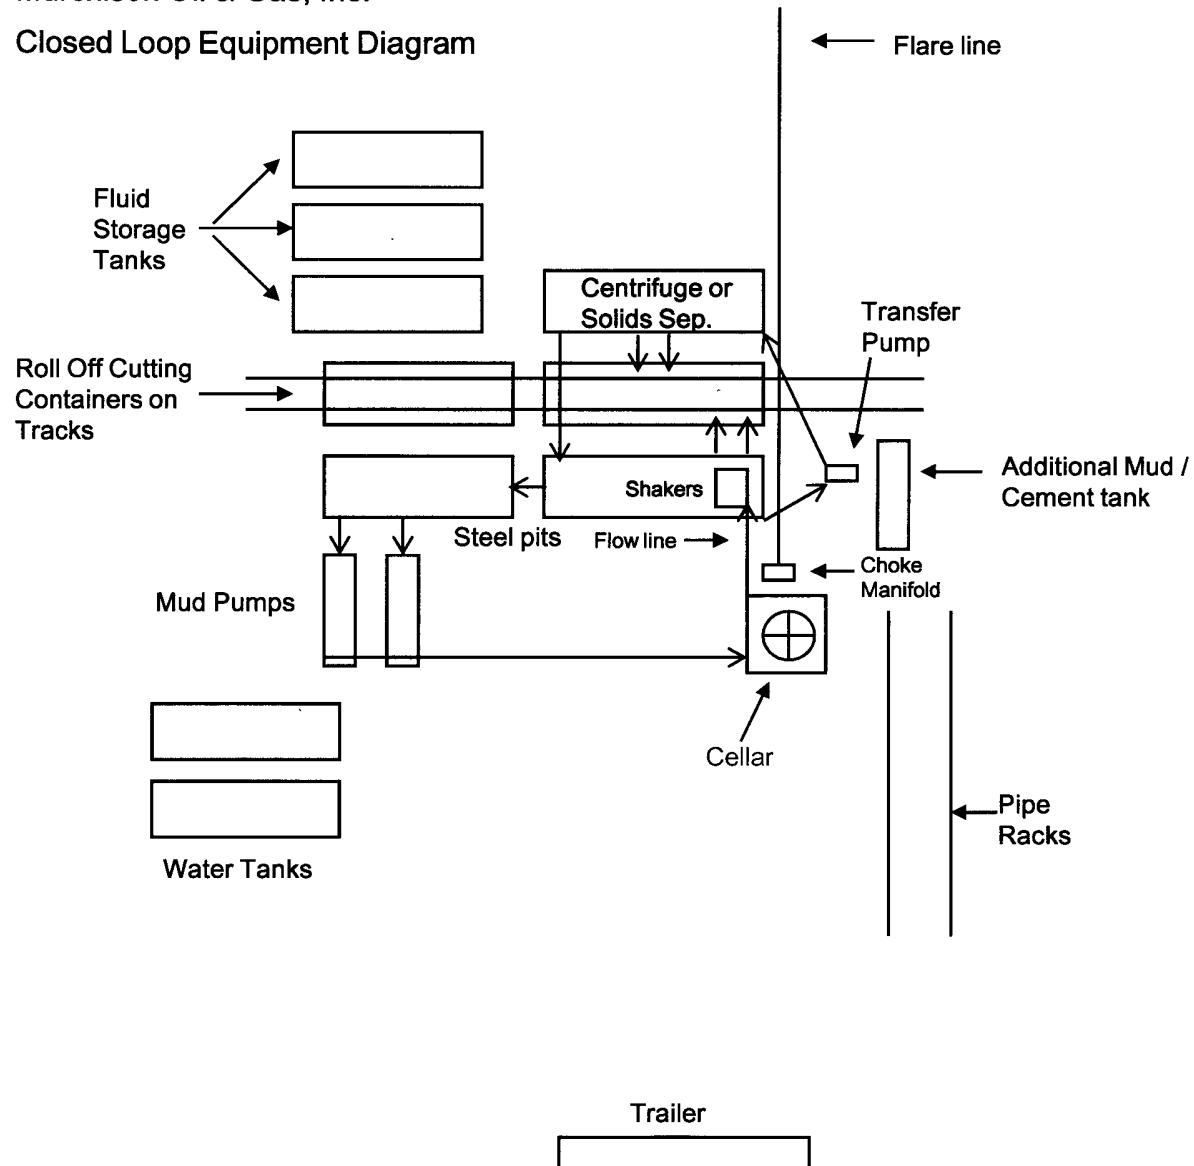 Closed Loop Equipment Diagram
Flare line
Fluid
Storage
Tanks
Centrifuge or
Solids Sep.
Transfer
Pump
Roll Off Cutting
Containers on
Tracks
Shakers
Additional Mud /
Cement tank
Steel pits
Flow line
Choke
Manifold
Mud Pumps
Cellar
Pipe
Racks
Water Tanks
Trailer